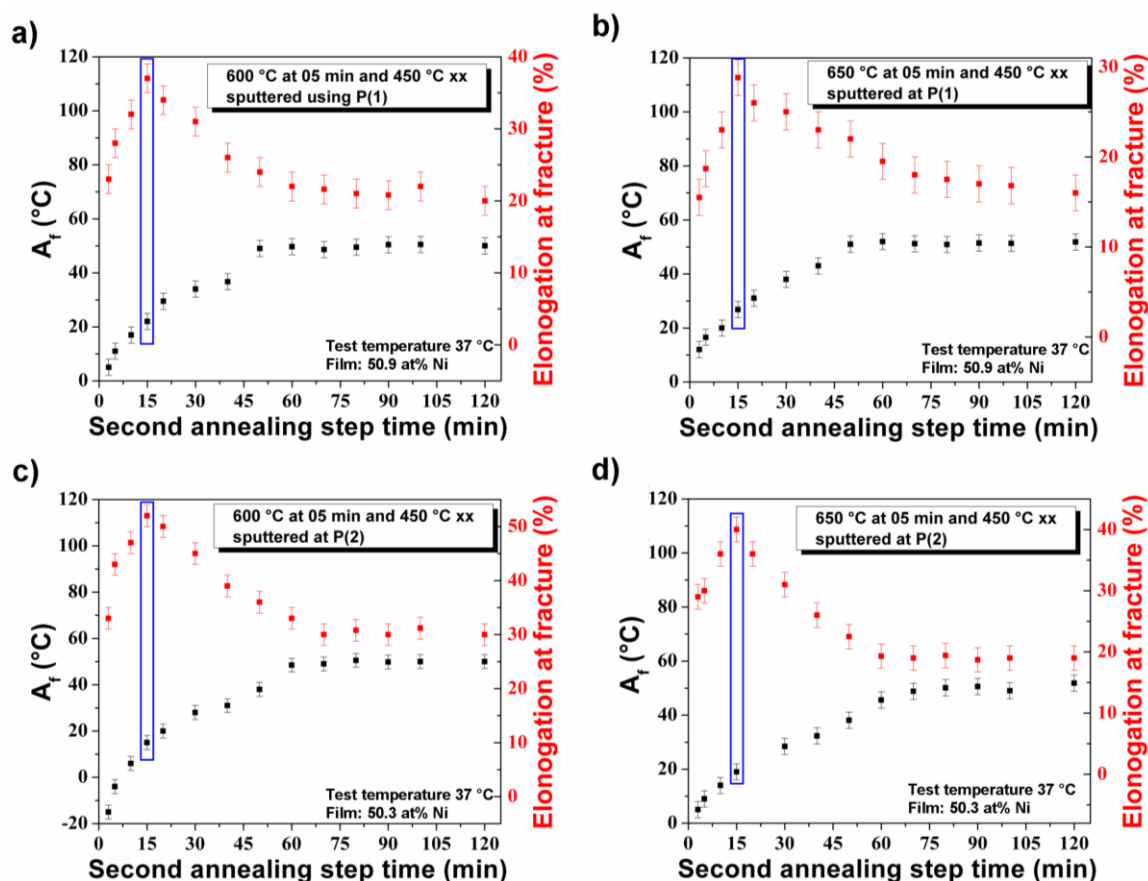 a)
600 °C at 05 min and 450 °C xx
sputtered using P(1)
120
100
80
60
40
20
0
A_f (°C)
40
30
20
10
0
Elonogation at fracture (%)
Test temperature 37 °C
Film: 50.9 at% Ni
0 15 30 45 60 75 90 105 120
Second annealing step time (min)
b)
650 °C at 05 min and 450 °C xx
sputtered at P(1)
120
100
80
60
40
20
0
A_f (°C)
30
20
10
0
Elonogation at fracture (%)
Test temperature 37 °C
Film: 50.9 at% Ni
0 15 30 45 60 75 90 105 120
Second annealing step time (min)
c)
600 °C at 05 min and 450 °C xx
sputtered at P(2)
120
100
80
60
40
20
0
-20
A_f (°C)
50
40
30
20
10
0
Elonogation at fracture (%)
Test temperature 37 °C
Film: 50.3 at% Ni
0 15 30 45 60 75 90 105 120
Second annealing step time (min)
d)
650 °C at 05 min and 450 °C xx
sputtered at P(2)
120
100
80
60
40
20
0
A_f (°C)
40
30
20
10
0
Elonogation at fracture (%)
Test temperature 37 °C
Film: 50.3 at% Ni
0 15 30 45 60 75 90 105 120
Second annealing step time (min)